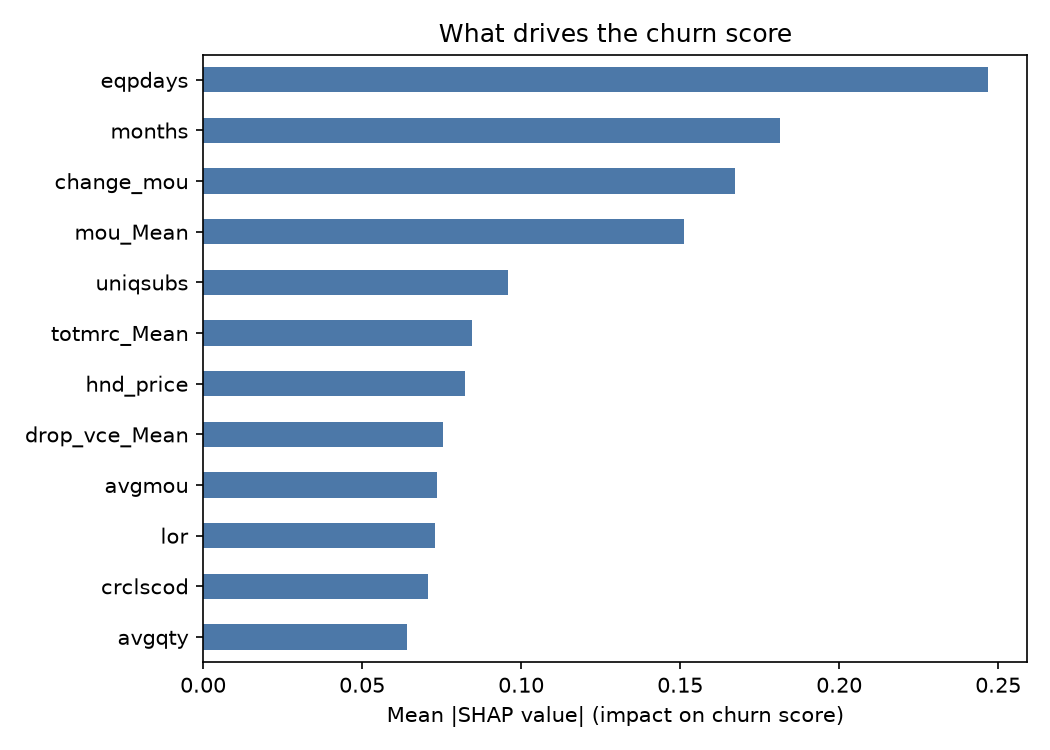 What drives the churn score
eqpdays
months
change_mou
mou_Mean
uniqsubs
totmrc_Mean
hnd_price
drop_vce_Mean
avgmou
lor
crclscod
avgqty
0.00 0.05 0.10 0.15 0.20 0.25
Mean |SHAP value| (impact on churn score)